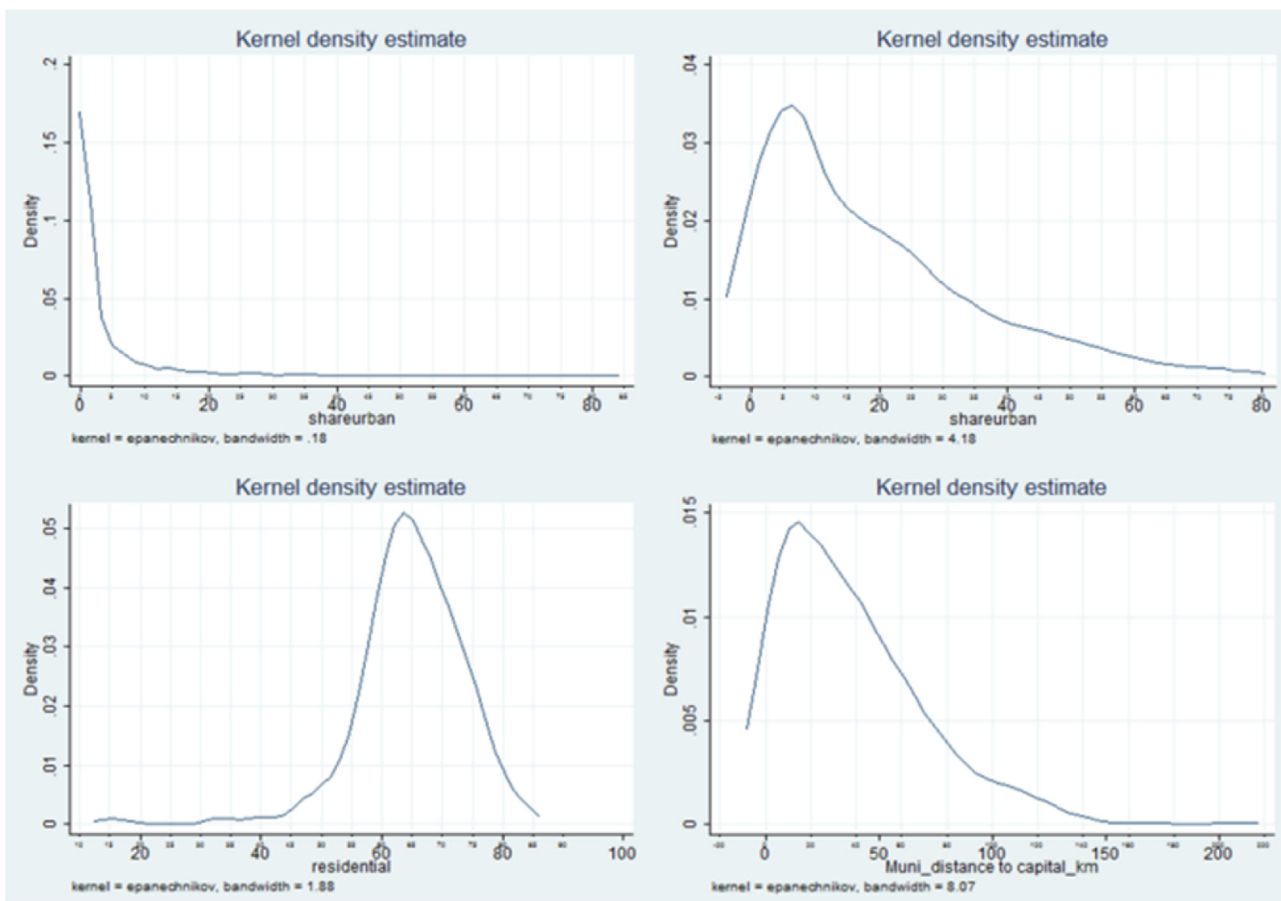 Kernel density estimate
.2
.15
.1
.05
0
Density
0 20 40 60 80
shareurban
kernel = epanechnikov, bandwidth = .18
Kernel density estimate
.04
.03
.02
.01
0
Density
0 20 40 60 80
shareurban
kernel = epanechnikov, bandwidth = 4.18
Kernel density estimate
.05
.04
.03
.02
.01
0
Density
20 40 60 80 100
residential
kernel = epanechnikov, bandwidth = 1.88
Kernel density estimate
.015
.01
.005
0
Density
0 50 100 150 200
Muni_distance to capital_km
kernel = epanechnikov, bandwidth = 8.07